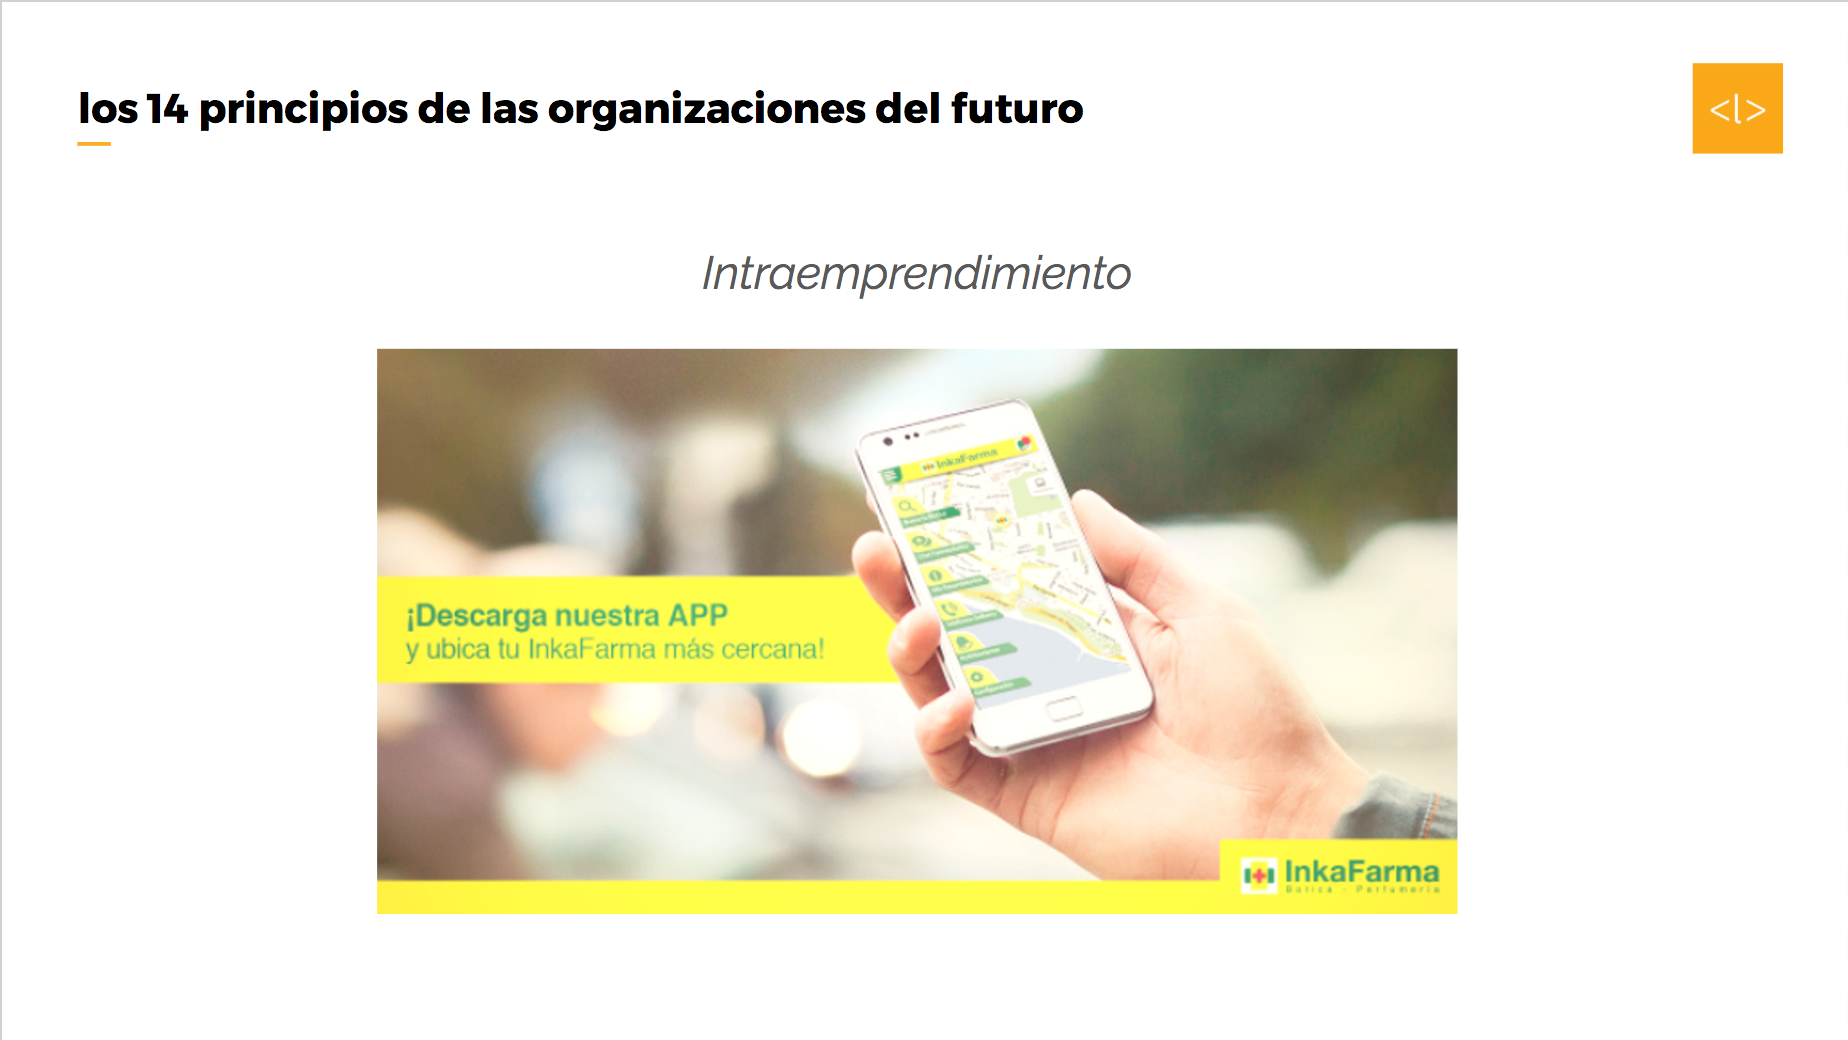 los 14 principios de las organizaciones del futuro
<l>
Intraemprendimiento
InkaFarma
¡Descarga nuestra APP
y ubica tu InkaFarma más cercana!
InkaFarma
Botica - Perfumería